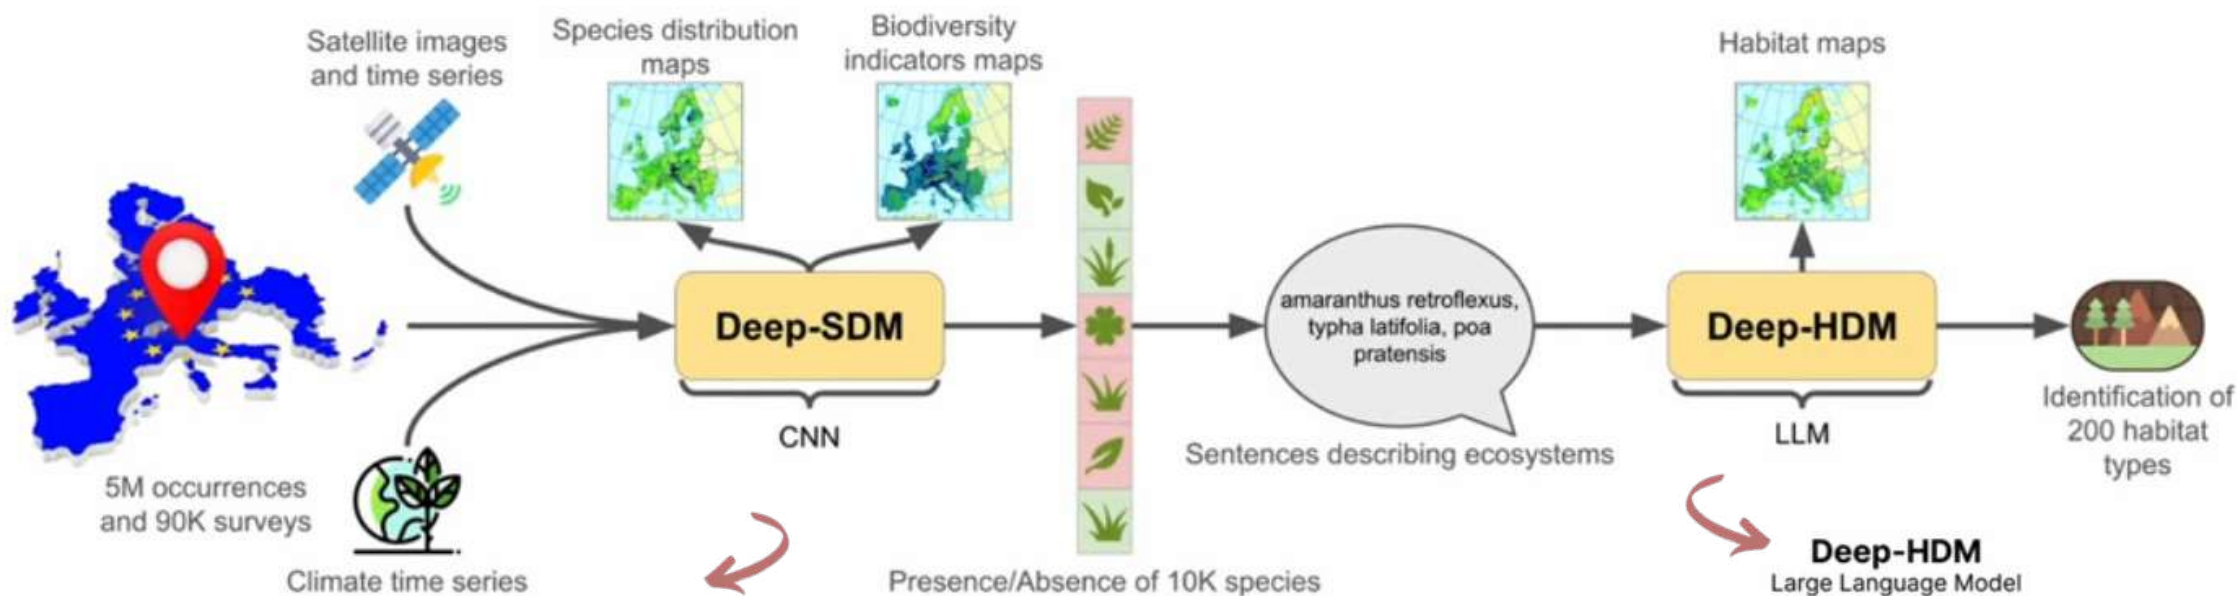 Satellite images
and time series
Species distribution
maps
Biodiversity
indicators maps
Habitat maps
5M occurrences
and 90K surveys
Climate time series
Deep-SDM
CNN
Presence/Absence of 10K species
amaranthus retroflexus,
typha latifolia, poa
pratensis
Sentences describing ecosystems
Deep-HDM
LLM
Identification of
200 habitat
types
Deep-HDM
Large Language Model